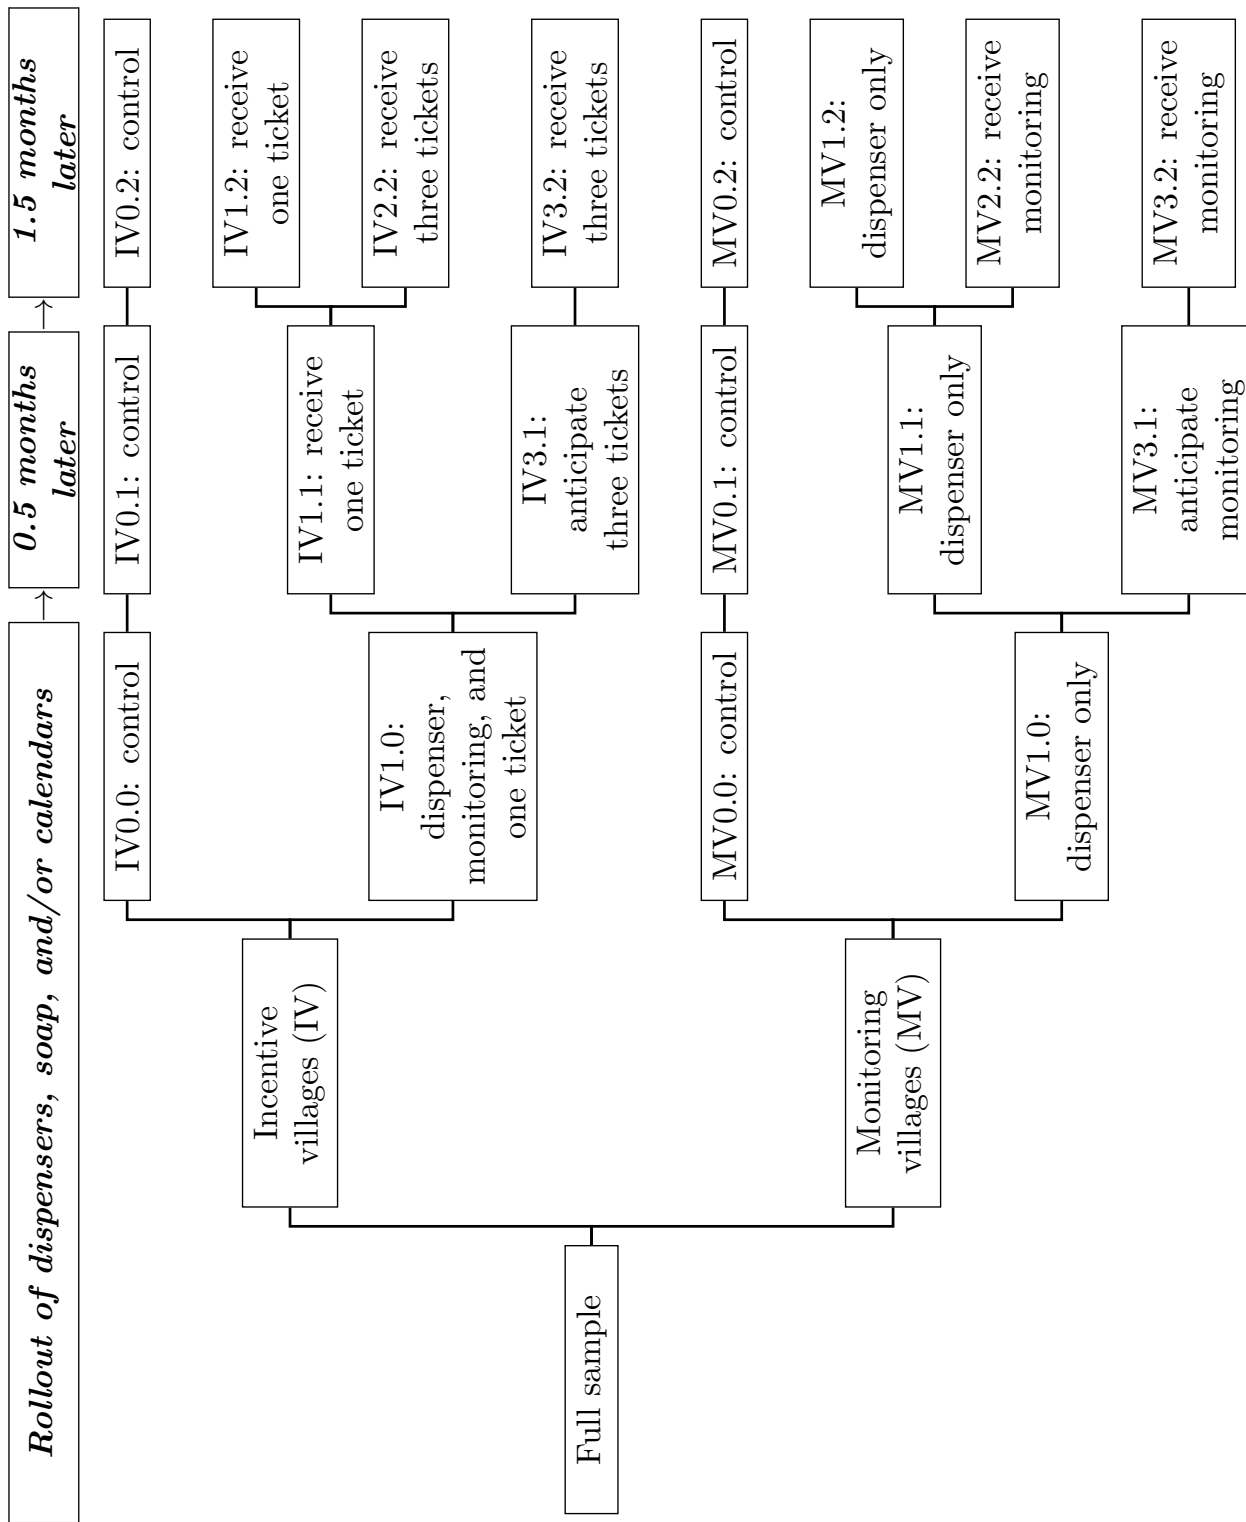 Rollout of dispensers, soap, and/or calendars
→
0.5 months
later
→
1.5 months
later
Full sample
Incentive
villages (IV)
Monitoring
villages (MV)
IV0.0: control
IV1.0:
dispenser,
monitoring, and
one ticket
MV0.0: control
MV1.0:
dispenser only
IV0.1: control
IV1.1: receive
one ticket
IV3.1:
anticipate
three tickets
MV0.1: control
MV1.1:
dispenser only
MV3.1:
anticipate
monitoring
IV0.2: control
IV1.2: receive
one ticket
IV2.2: receive
three tickets
IV3.2: receive
three tickets
MV0.2: control
MV1.2:
dispenser only
MV2.2: receive
monitoring
MV3.2: receive
monitoring